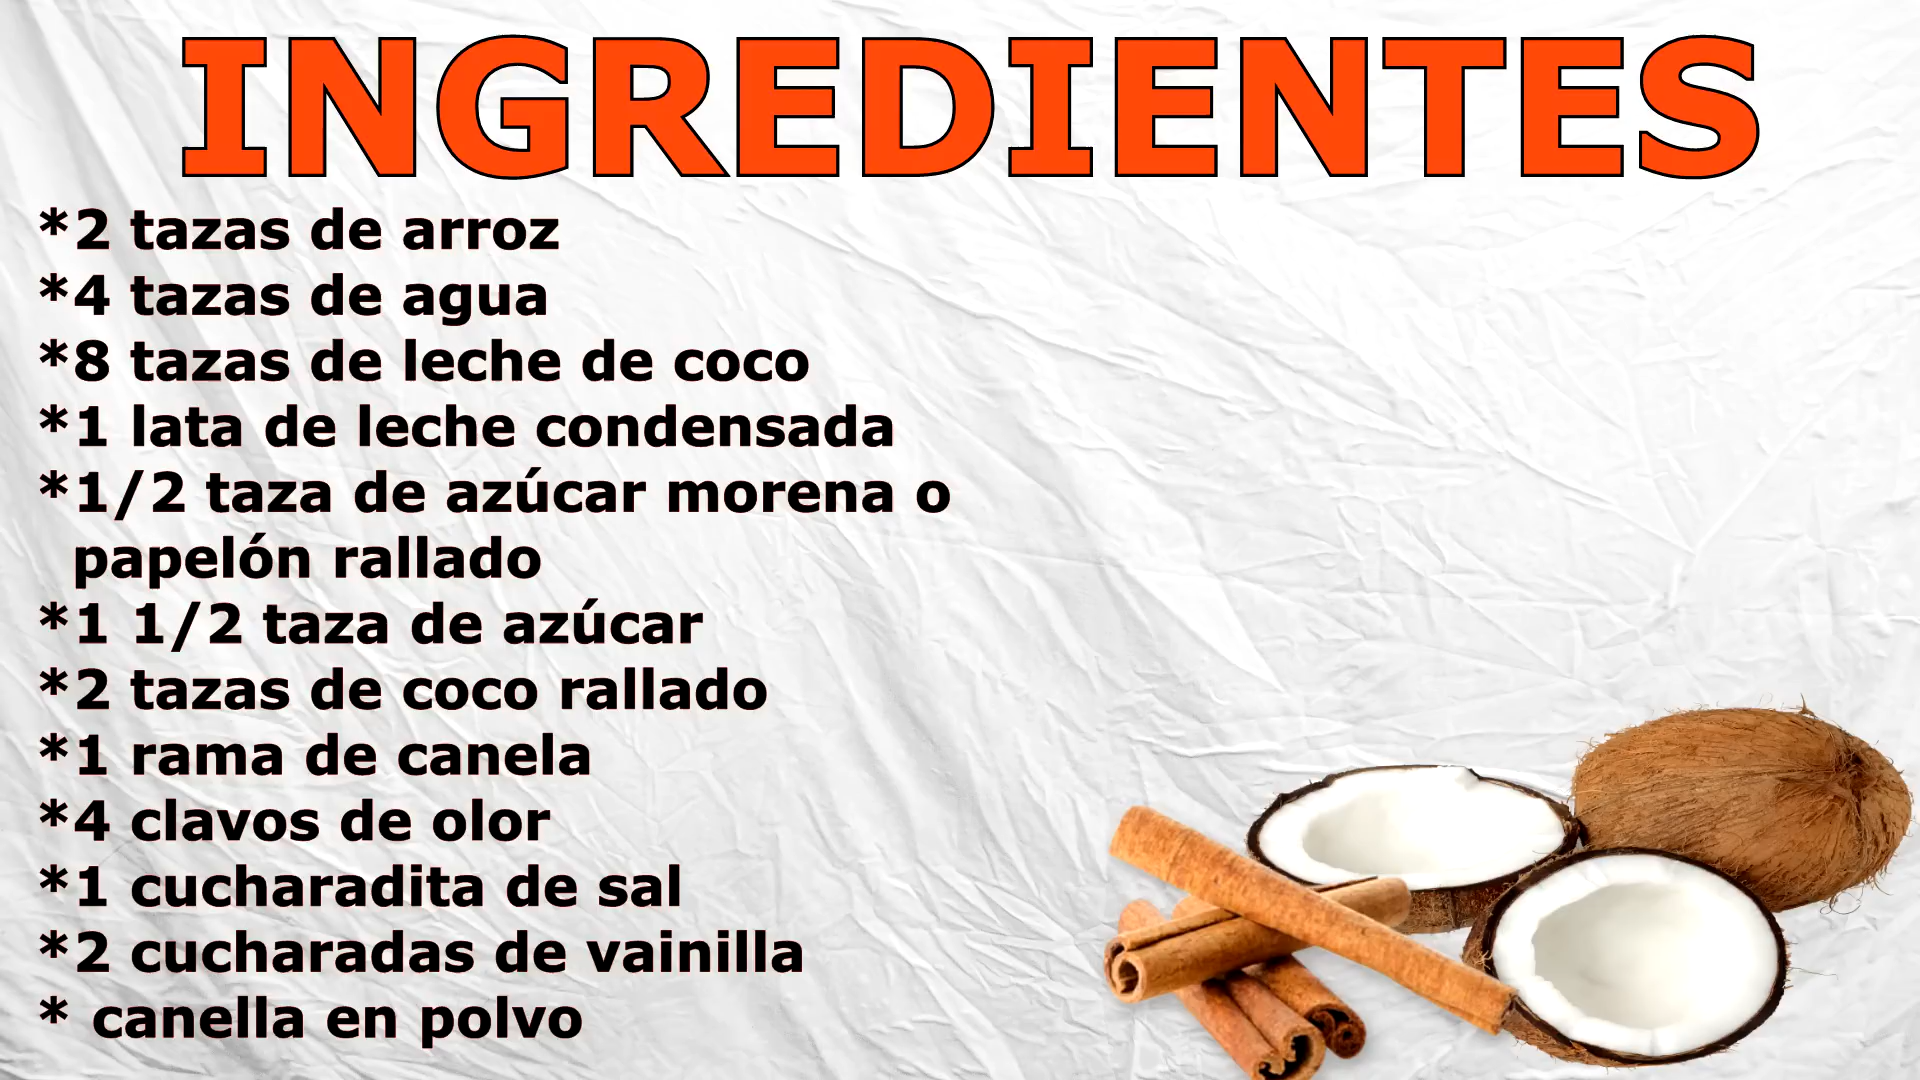 INGREDIENTES
*2 tazas de arroz
*4 tazas de agua
*8 tazas de leche de coco
*1 lata de leche condensada
*1/2 taza de azúcar morena o
papelón rallado
*1 1/2 taza de azúcar
*2 tazas de coco rallado
*1 rama de canela
*4 clavos de olor
*1 cucharadita de sal
*2 cucharadas de vainilla
* canella en polvo